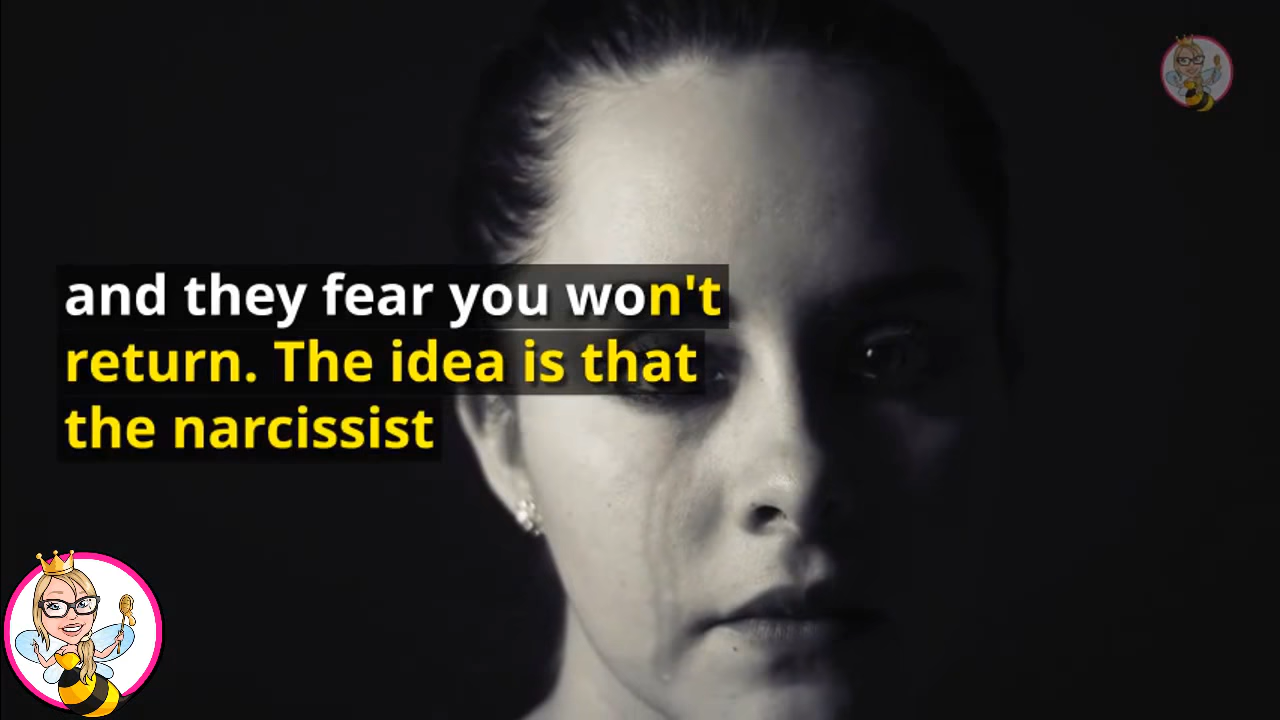 and they fear you won't
return. The idea is that
the narcissist